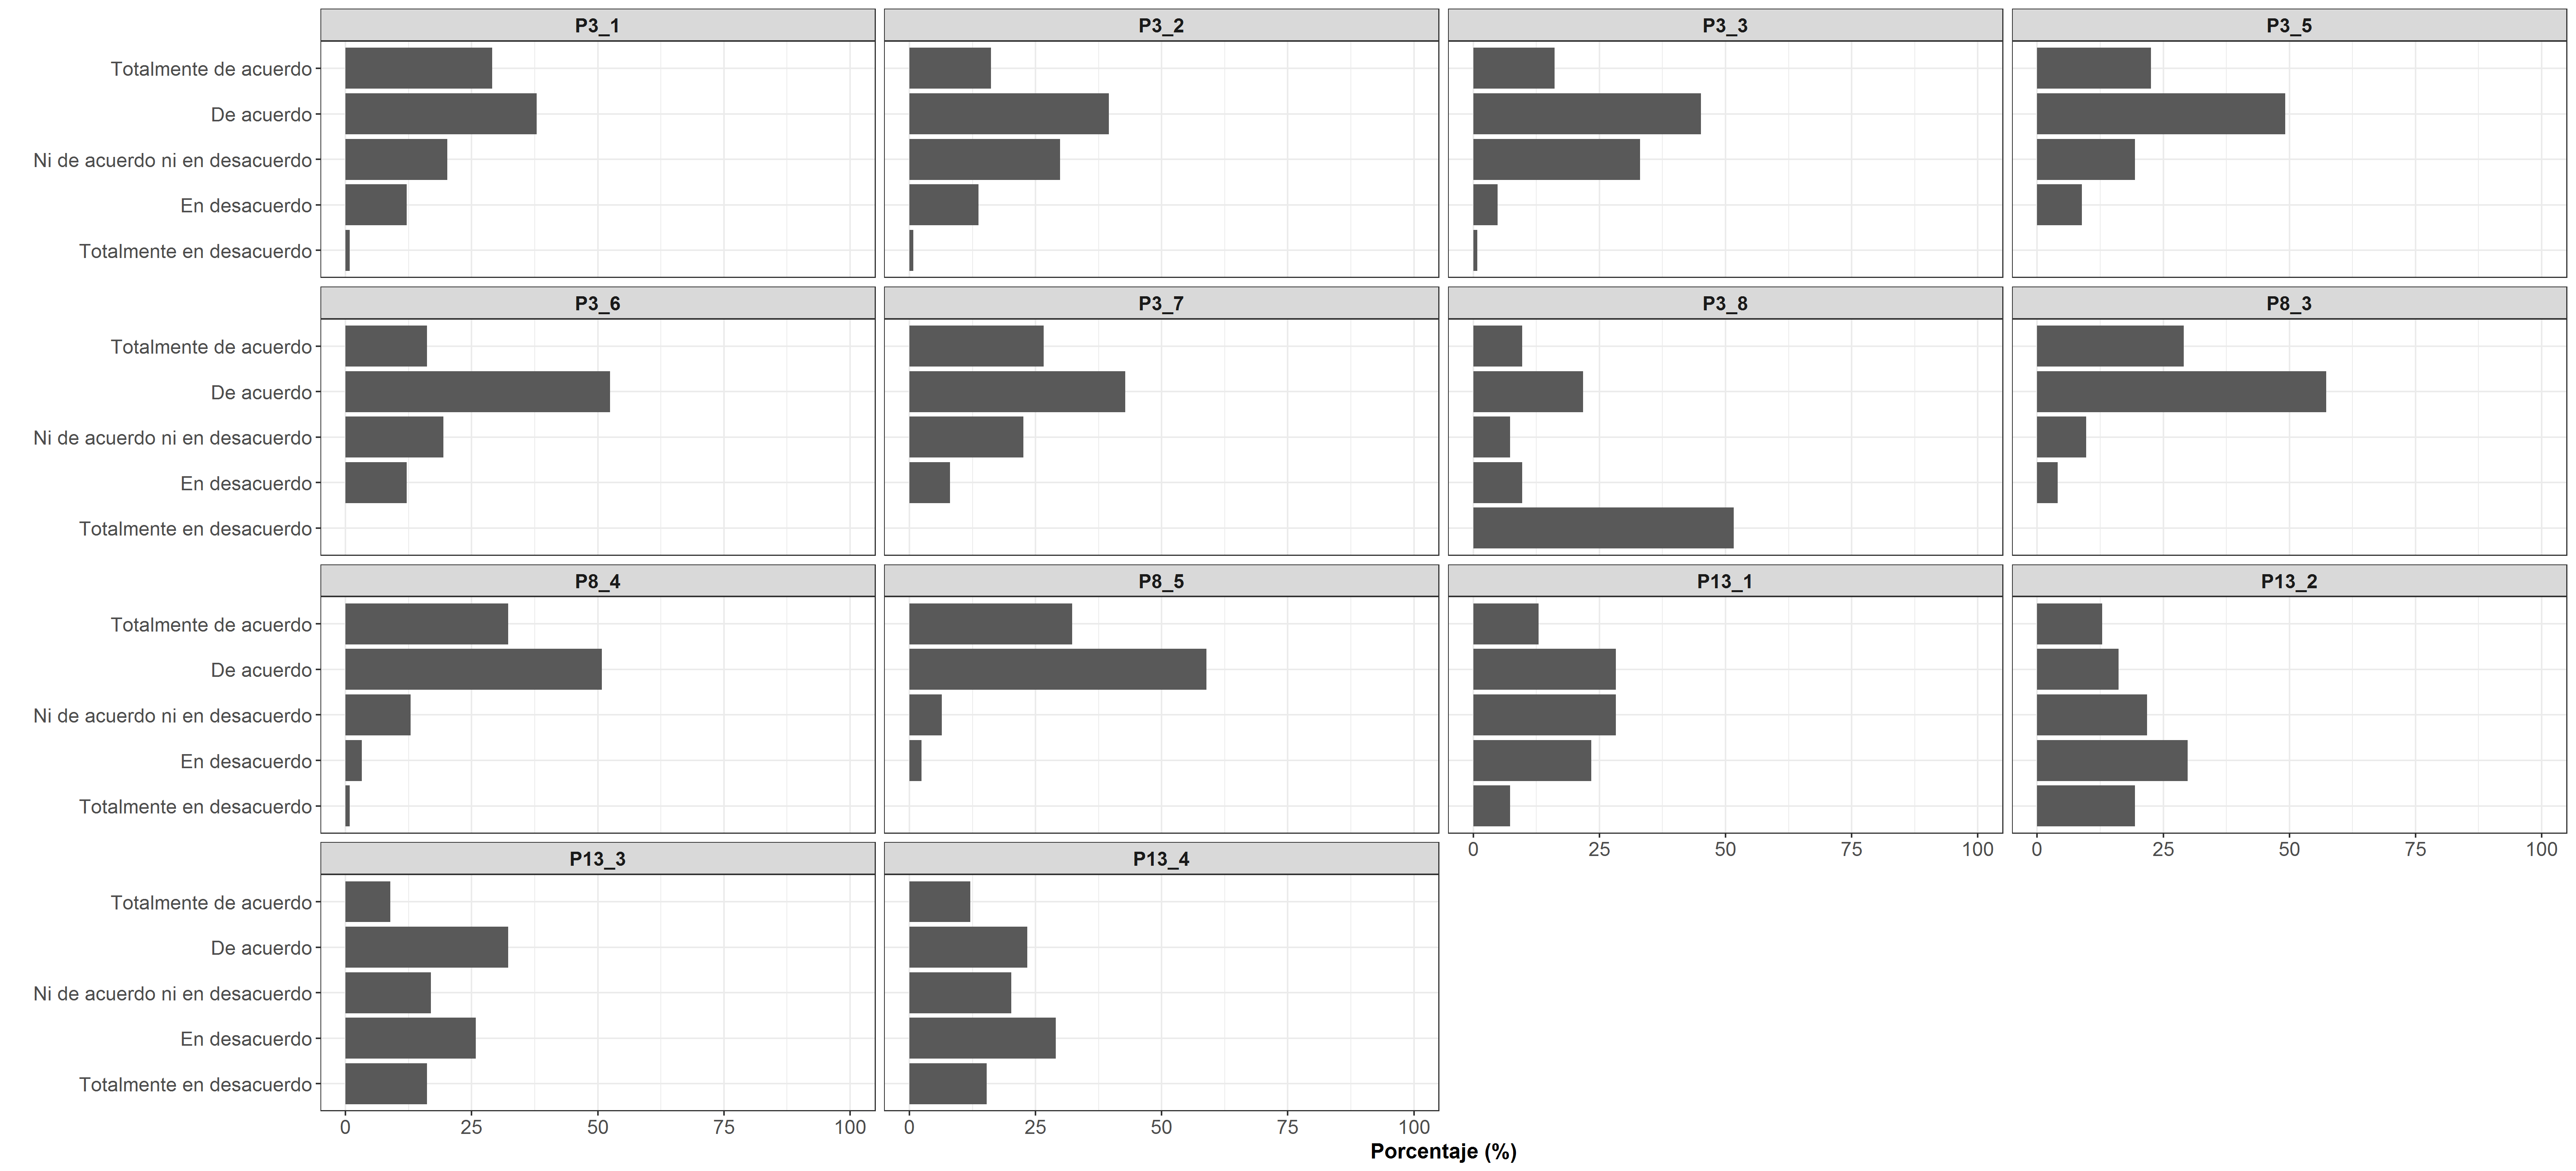 P3_1
P3_2
P3_3
P3_5
Totalmente de acuerdo
De acuerdo
Ni de acuerdo ni en desacuerdo
En desacuerdo
Totalmente en desacuerdo
P3_6
P3_7
P3_8
P8_3
Totalmente de acuerdo
De acuerdo
Ni de acuerdo ni en desacuerdo
En desacuerdo
Totalmente en desacuerdo
P8_4
P8_5
P13_1
P13_2
Totalmente de acuerdo
De acuerdo
Ni de acuerdo ni en desacuerdo
En desacuerdo
Totalmente en desacuerdo
0 25 50 75 100
0 25 50 75 100
P13_3
P13_4
Totalmente de acuerdo
De acuerdo
Ni de acuerdo ni en desacuerdo
En desacuerdo
Totalmente en desacuerdo
0 25 50 75 100
0 25 50 75 100
Porcentaje (%)